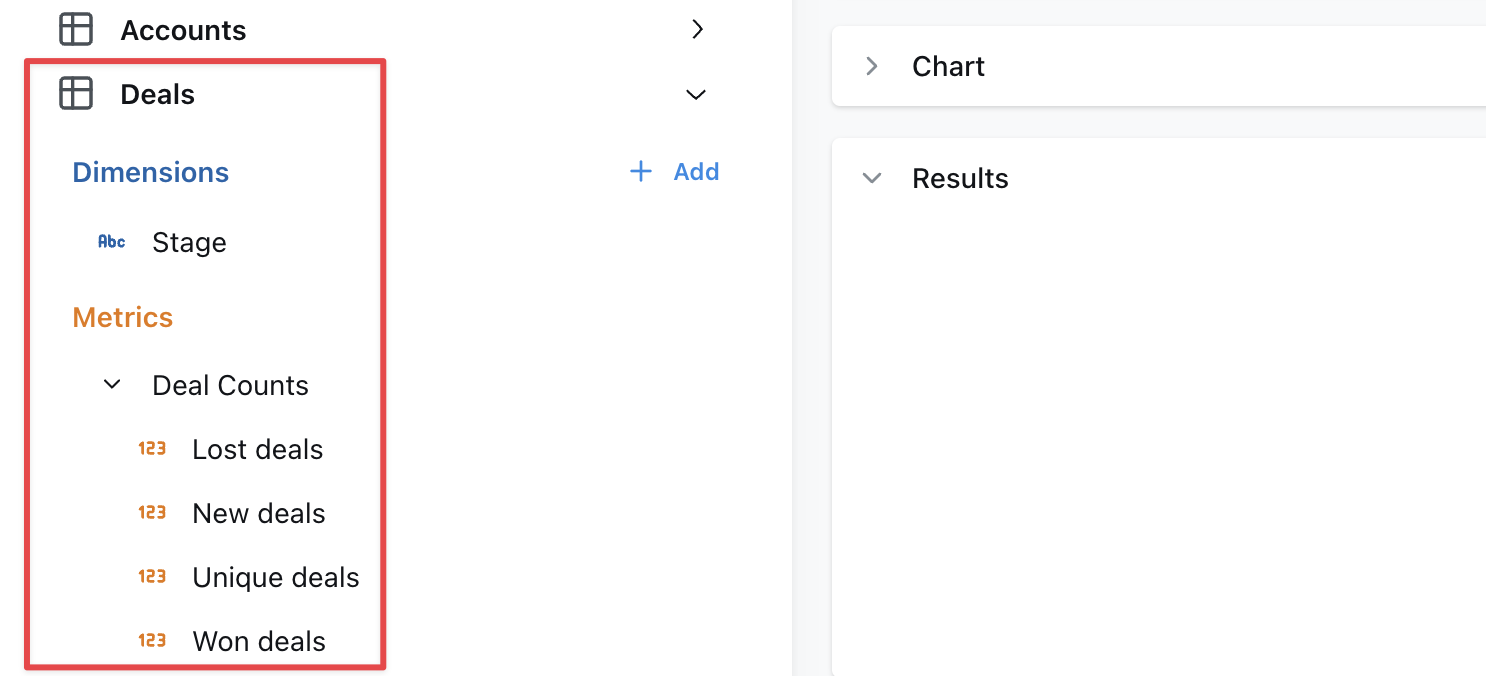 Accounts
Deals
Dimensions
Add
Abc Stage
Metrics
Deal Counts
123 Lost deals
123 New deals
123 Unique deals
123 Won deals
Chart
Results